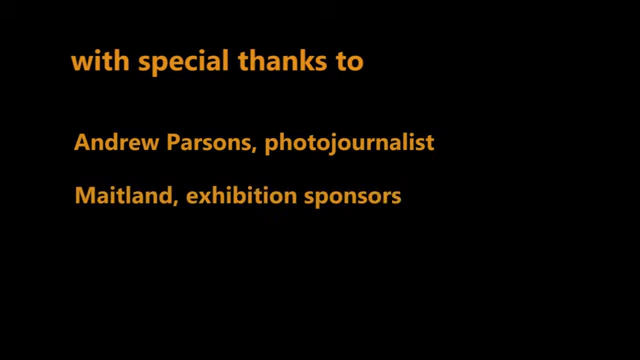 with special thanks to
Andrew Parsons, photojournalist
Maitland, exhibition sponsors